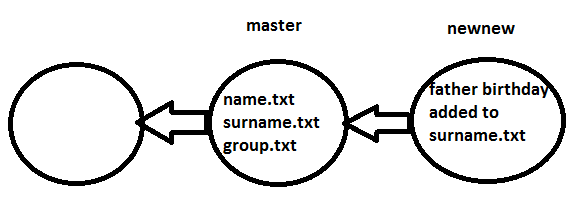 master
newnew
name.txt
surname.txt
group.txt
father birthday
added to
surname.txt